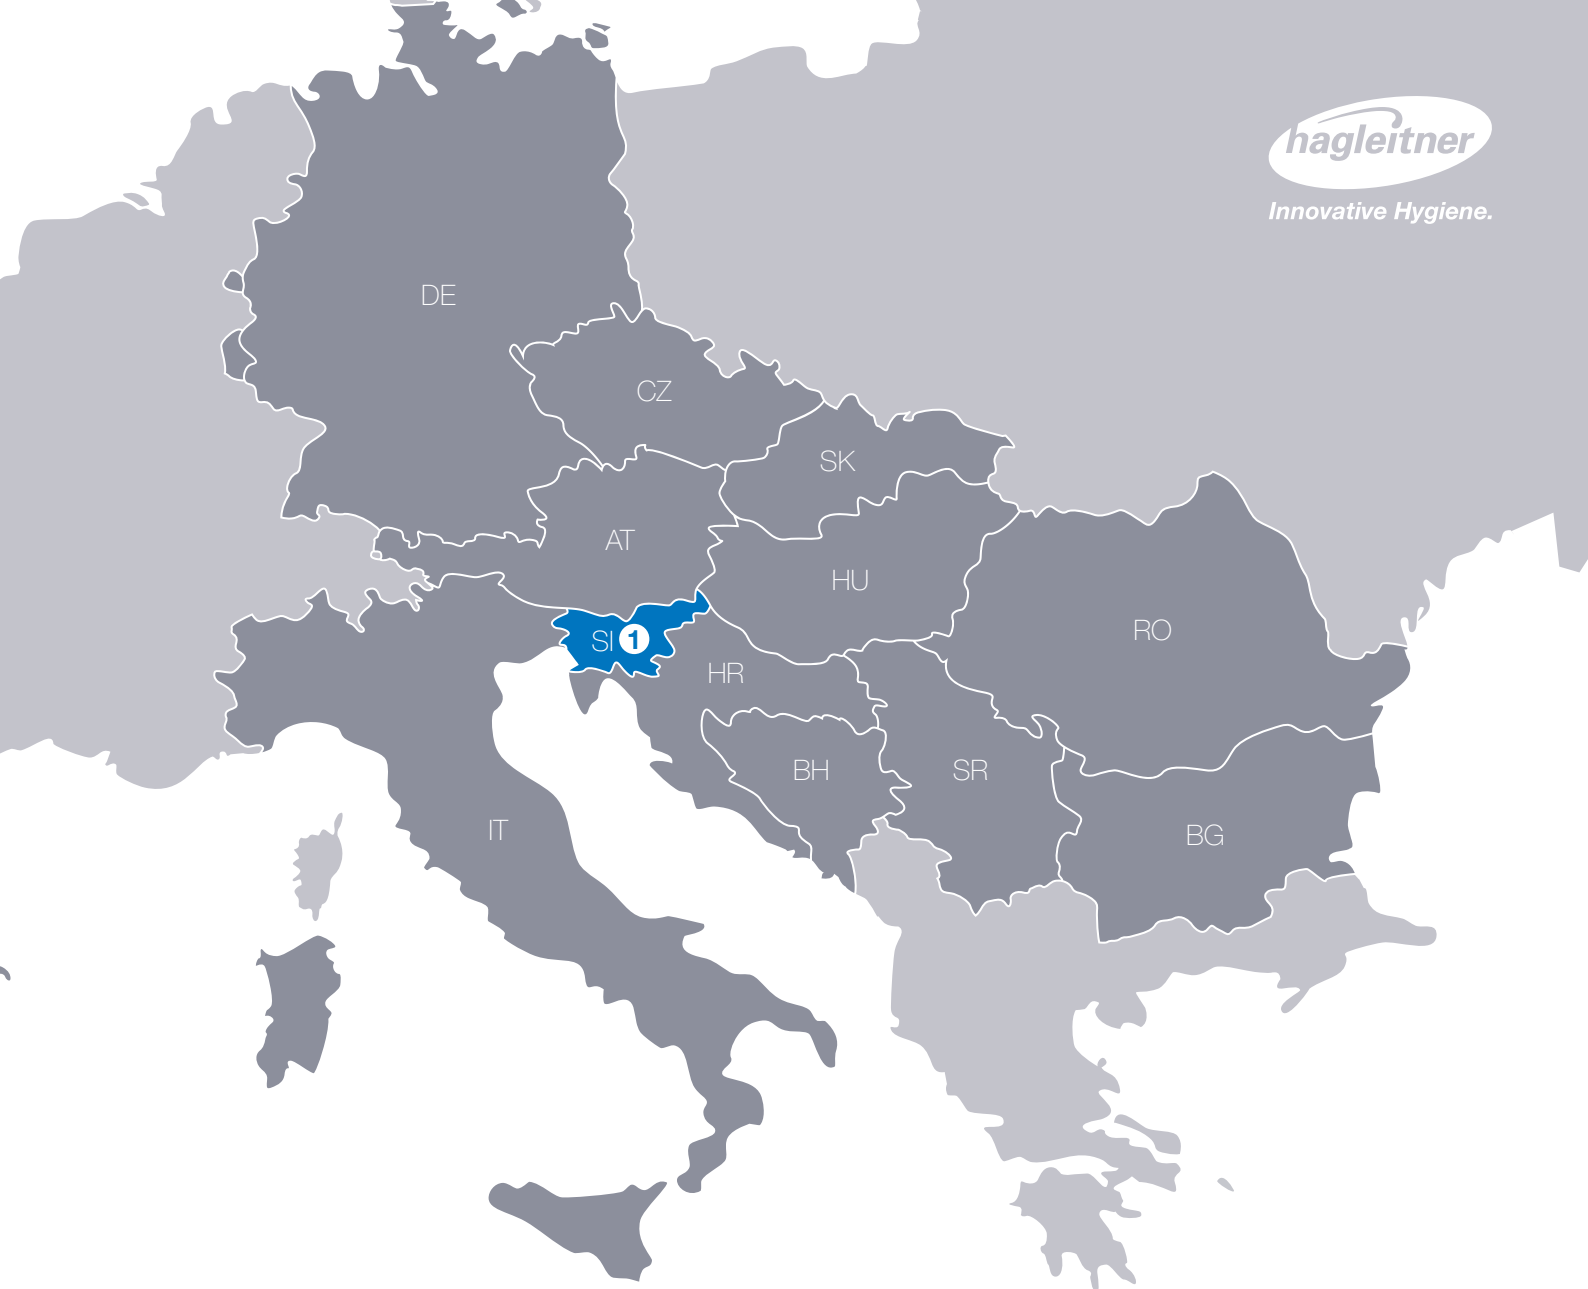 hagleitner
Innovative Hygiene.
DE
CZ
SK
AT
HU
RO
SI 1
HR
BH
SR
IT
BG